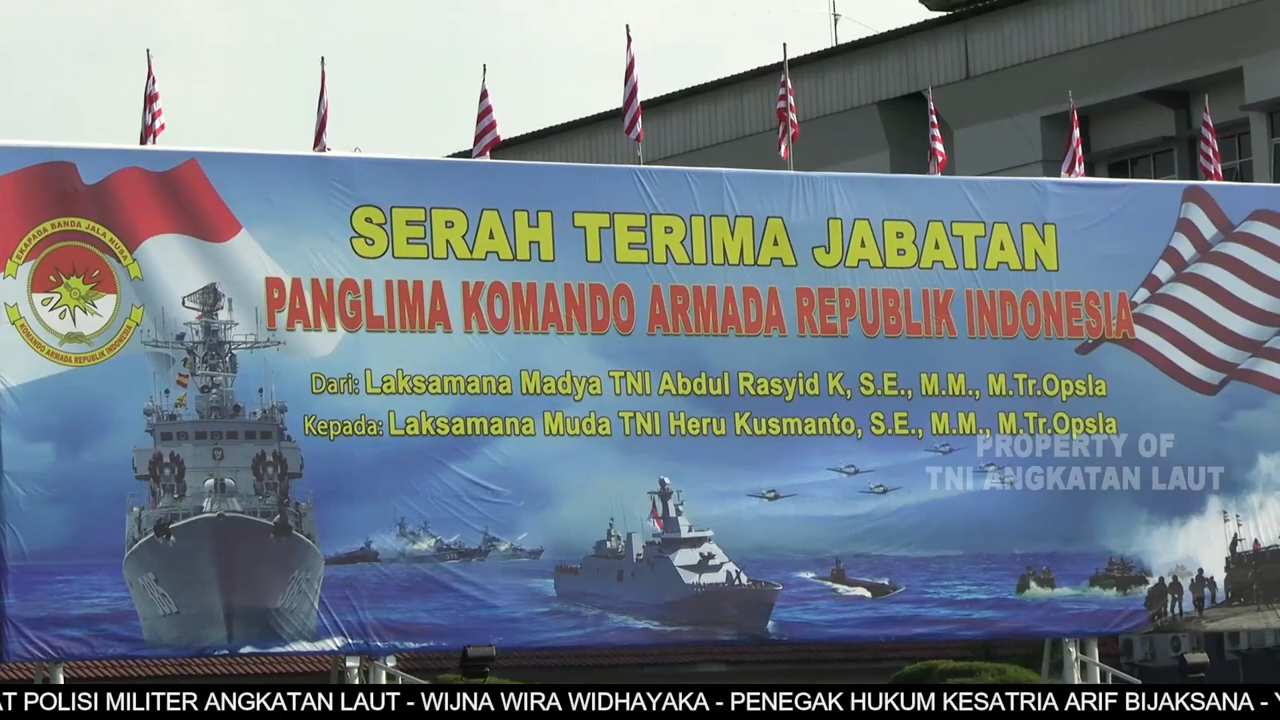 EKAPADA BANDA JALA NUSA
KOMANDO ARMADA REPUBLIK INDONESIA
SERAH TERIMA JABATAN
PANGLIMA KOMANDO ARMADA REPUBLIK INDONESIA
Dari: Laksamana Madya TNI Abdul Rasyid K, S.E., M.M., M.Tr.Opsla
Kepada: Laksamana Muda TNI Heru Kusmanto, S.E., M.M., M.Tr.Opsla
PROPERTY OF
TNI ANGKATAN LAUT
AT POLISI MILITER ANGKATAN LAUT - WIJNA WIRA WIDHAYAKA - PENEGAK HUKUM KESATRIA ARIF BIJAKSANA -